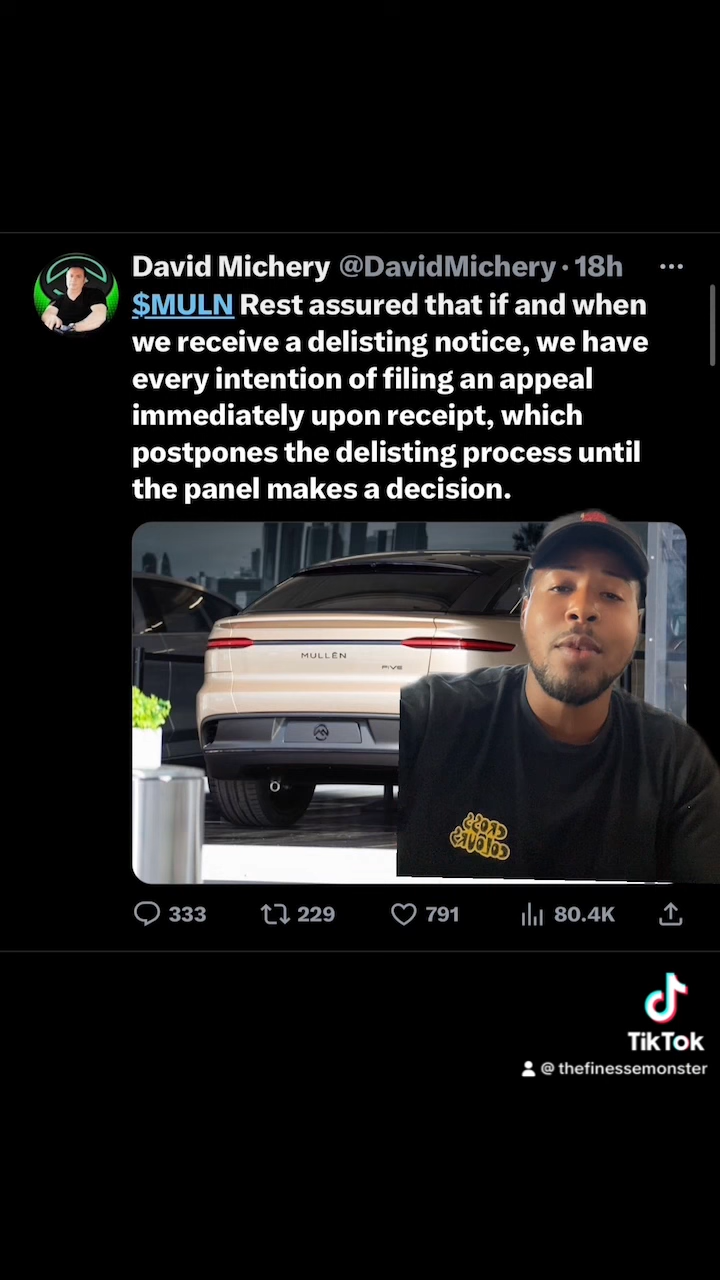 David Michery @DavidMichery · 18h
$MULN Rest assured that if and when
we receive a delisting notice, we have
every intention of filing an appeal
immediately upon receipt, which
postpones the delisting process until
the panel makes a decision.
MULLEN
FIVE
CROSS
COLOURS
333 229 791 80.4K
TikTok
@ thefinessemonster